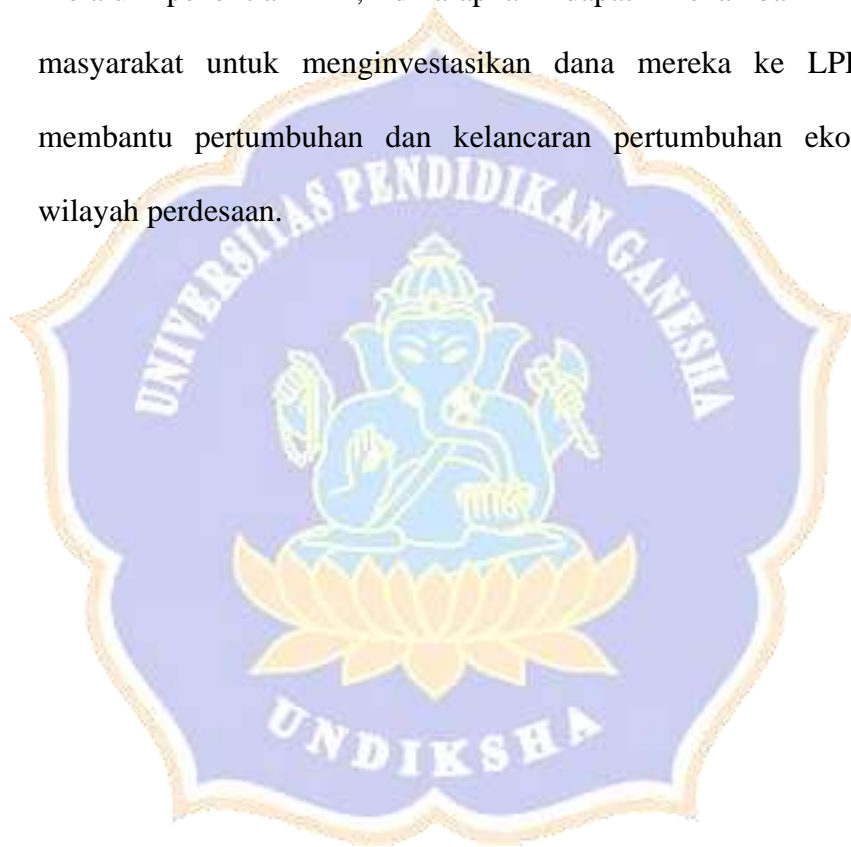 masyarakat untuk menginvestasikan dana mereka ke
membantu pertumbuhan dan kelancaran pertumbuhan
wilayah perdesaan.
UNIVERSITAS PENDIDIKAN GANESHA
UNDIKSHA